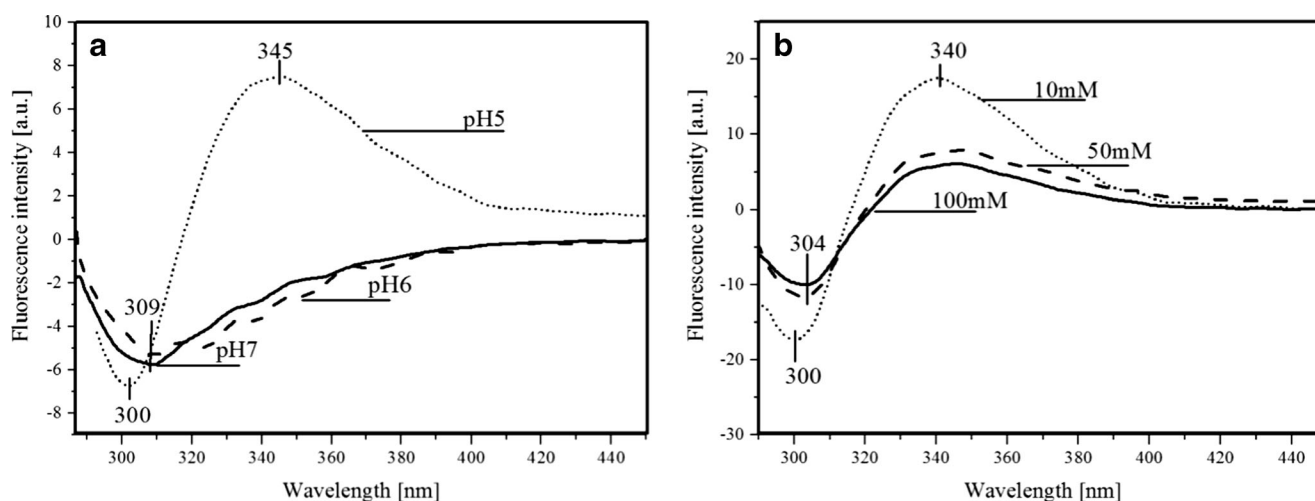 a
345
pH5
309
pH6
pH7
300
10
8
6
4
2
0
-2
-4
-6
-8
Fluorescence intensity [a.u.]
300 320 340 360 380 400 420 440
Wavelength [nm]
b
340
10mM
50mM
100mM
304
300
20
10
0
-10
-20
-30
Fluorescence intensity [a.u.]
300 320 340 360 380 400 420 440
Wavelength [nm]